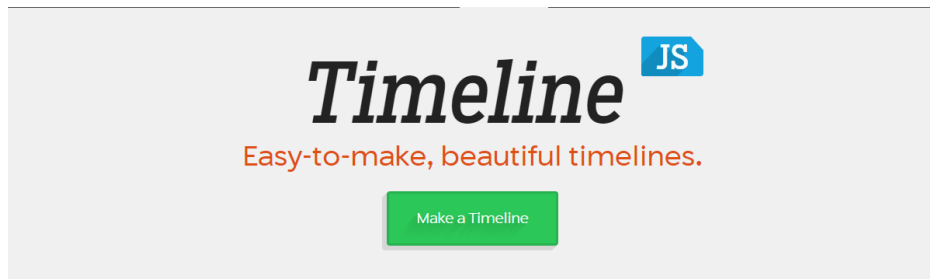 Timeline JS
Easy-to-make, beautiful timelines.
Make a Timeline